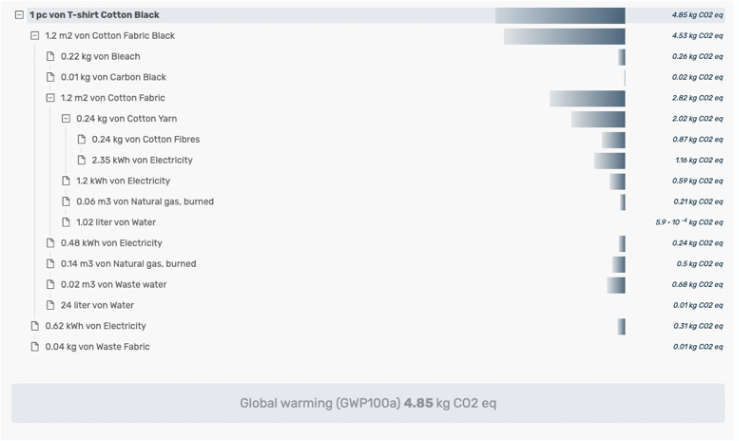 1 pc von T-shirt Cotton Black 4.85 kg CO2 eq
1.2 m2 von Cotton Fabric Black 4.53 kg CO2 eq
0.22 kg von Bleach 0.26 kg CO2 eq
0.01 kg von Carbon Black 0.02 kg CO2 eq
1.2 m2 von Cotton Fabric 2.82 kg CO2 eq
0.24 kg von Cotton Yarn 2.02 kg CO2 eq
0.24 kg von Cotton Fibres 0.87 kg CO2 eq
2.35 kWh von Electricity 1.16 kg CO2 eq
1.2 kWh von Electricity 0.59 kg CO2 eq
0.06 m3 von Natural gas, burned 0.21 kg CO2 eq
1.02 liter von Water 5.9 · 10⁻⁴ kg CO2 eq
0.48 kWh von Electricity 0.24 kg CO2 eq
0.14 m3 von Natural gas, burned 0.5 kg CO2 eq
0.02 m3 von Waste water 0.68 kg CO2 eq
24 liter von Water 0.01 kg CO2 eq
0.62 kWh von Electricity 0.31 kg CO2 eq
0.04 kg von Waste Fabric 0.01 kg CO2 eq
Global warming (GWP100a) 4.85 kg CO2 eq